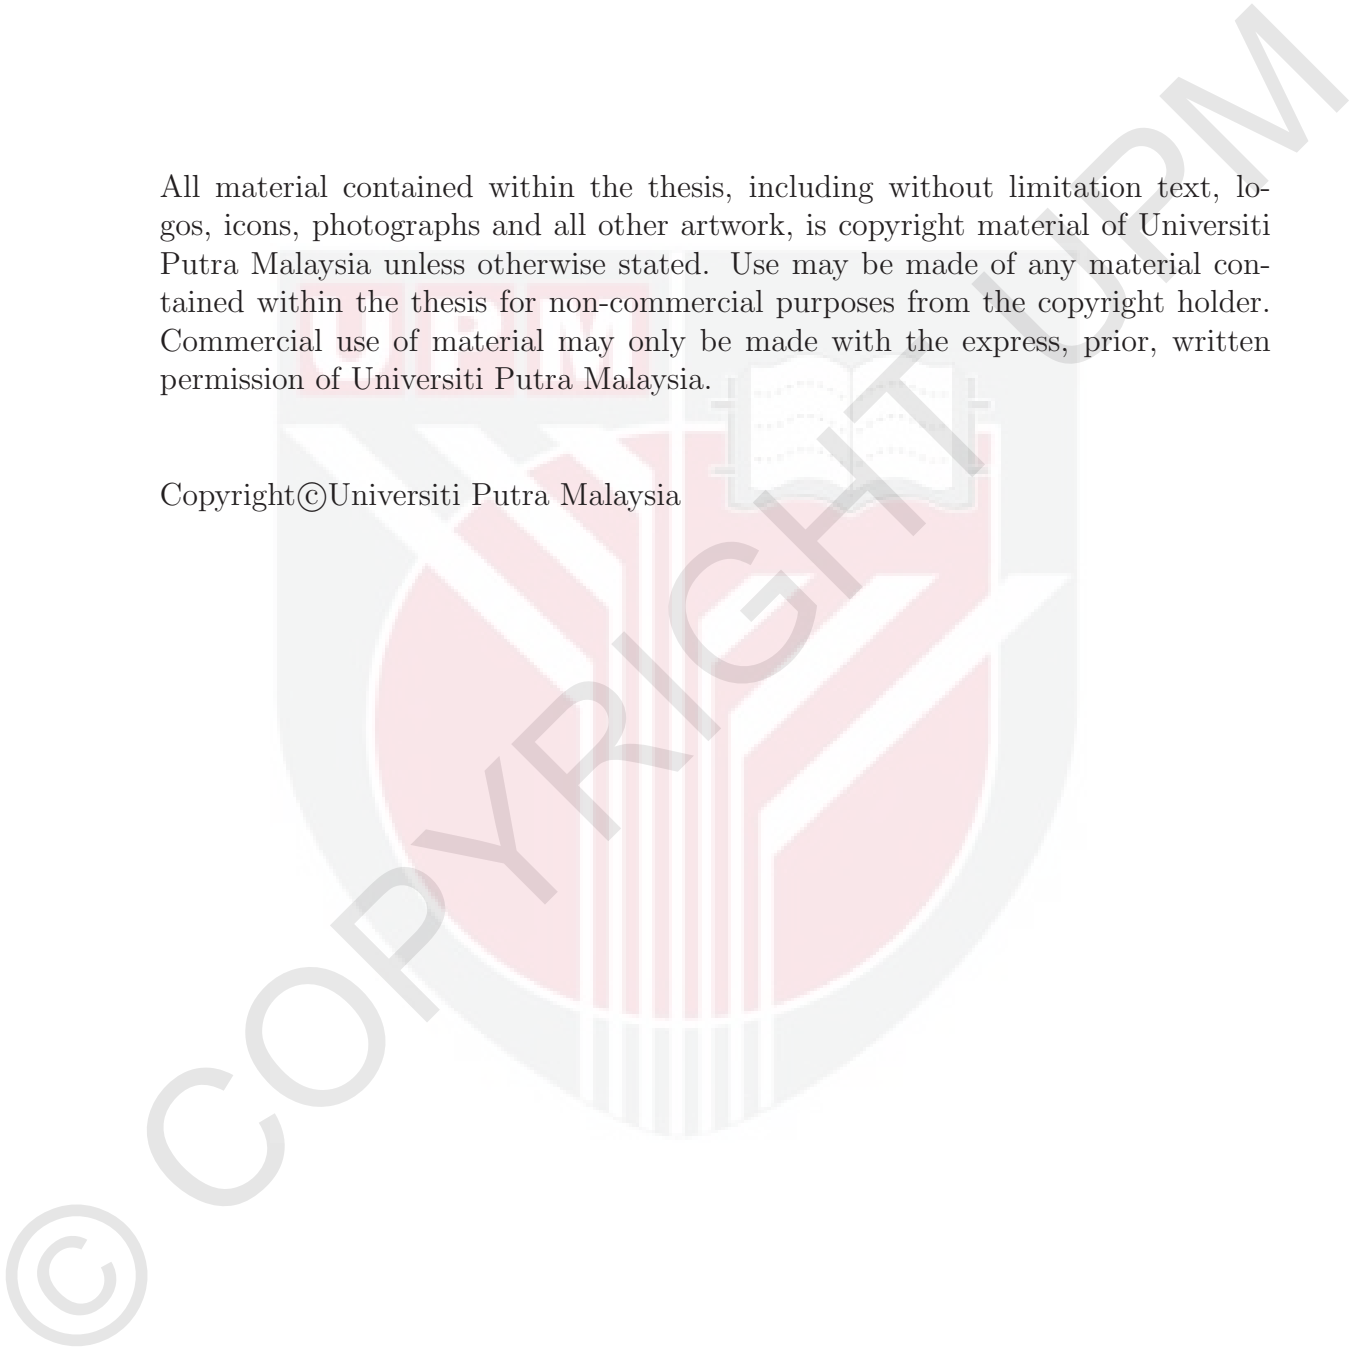 All material contained within the thesis, including without limitation text, lo-
gos, icons, photographs and all other artwork, is copyright material of Universiti
Putra Malaysia unless otherwise stated. Use may be made of any material con-
tained within the thesis for non-commercial purposes from the copyright holder.
Commercial use of material may only be made with the express, prior, written
permission of Universiti Putra Malaysia.
Copyright©Universiti Putra Malaysia
UPM
© COPYRIGHT UPM